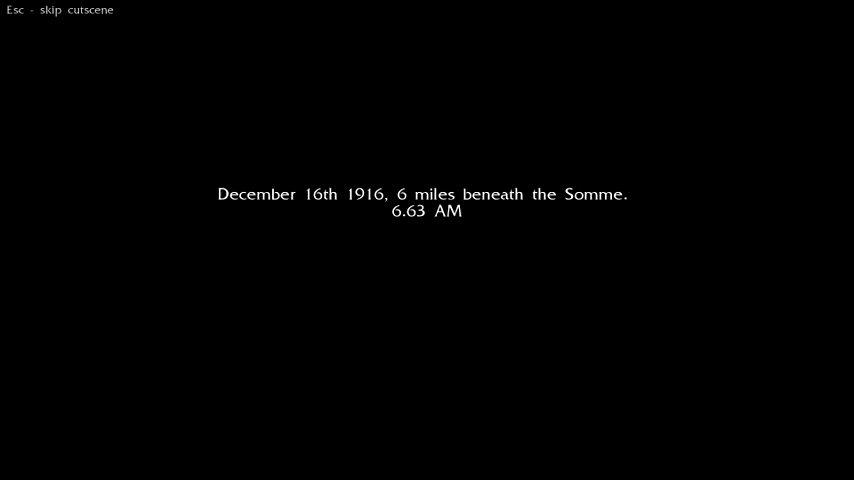 Esc - skip cutscene
December 16th 1916, 6 miles beneath the Somme.
6.63 AM